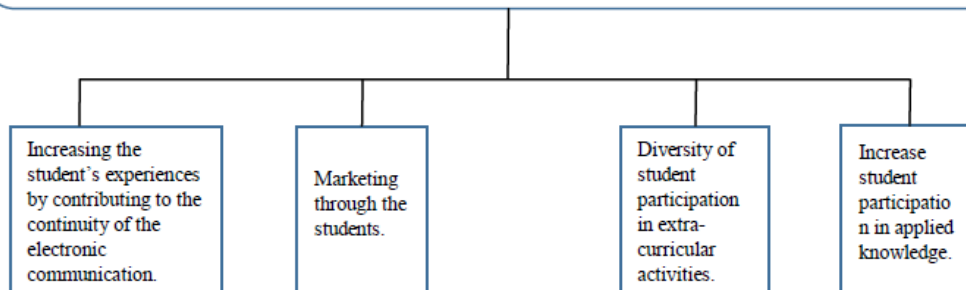 Increasing the
student`s experiences
by contributing to the
continuity of the
electronic
communication.
Marketing
through the
students.
Diversity of
student
participation
in extra-
curricular
activities.
Increase
student
participatio
n in applied
knowledge.